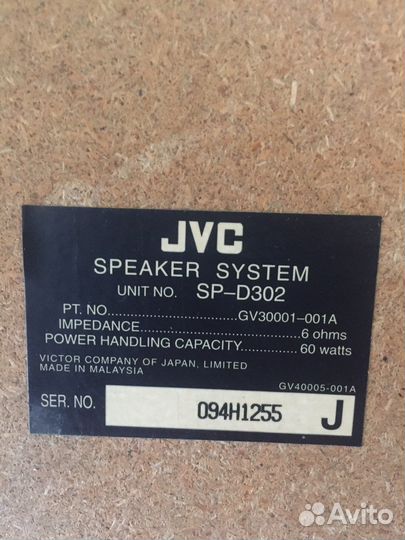 JVC
SPEAKER SYSTEM
UNIT NO. SP-D302
PT. NO..................................GV30001-001A
IMPEDANCE..................................6 ohms
POWER HANDLING CAPACITY...............60 watts
VICTOR COMPANY OF JAPAN, LIMITED
MADE IN MALAYSIA
GV40005-001A
SER. NO. 094H1255 J
Avito